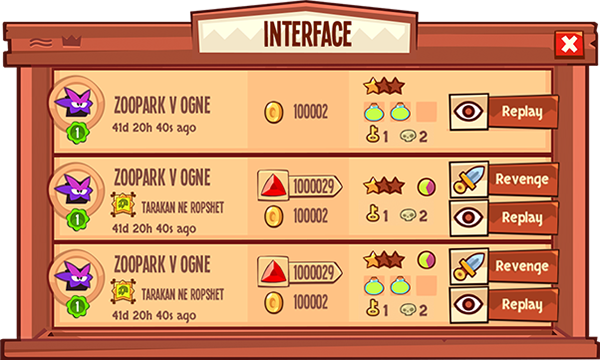 INTERFACE
ZOOPARK V OGNE
41d 20h 40s ago
1
100002
1 2
Replay
ZOOPARK V OGNE
TARAKAN NE ROPSHET
41d 20h 40s ago
1
1000029
100002
1 2
Revenge
Replay
ZOOPARK V OGNE
TARAKAN NE ROPSHET
41d 20h 40s ago
1
1000029
100002
1 2
Revenge
Replay